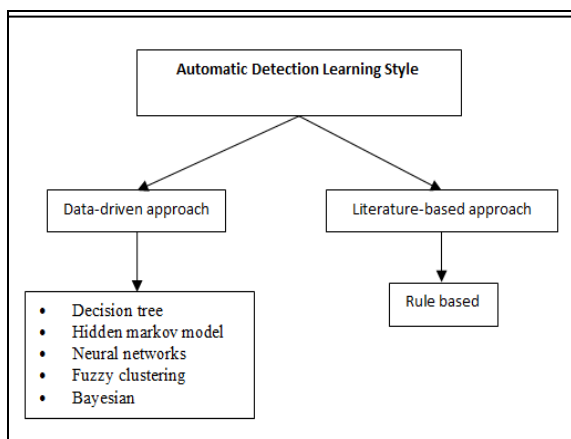 Automatic Detection Learning Style
Data-driven approach
Literature-based approach
• Decision tree
• Hidden markov model
• Neural networks
• Fuzzy clustering
• Bayesian
Rule based